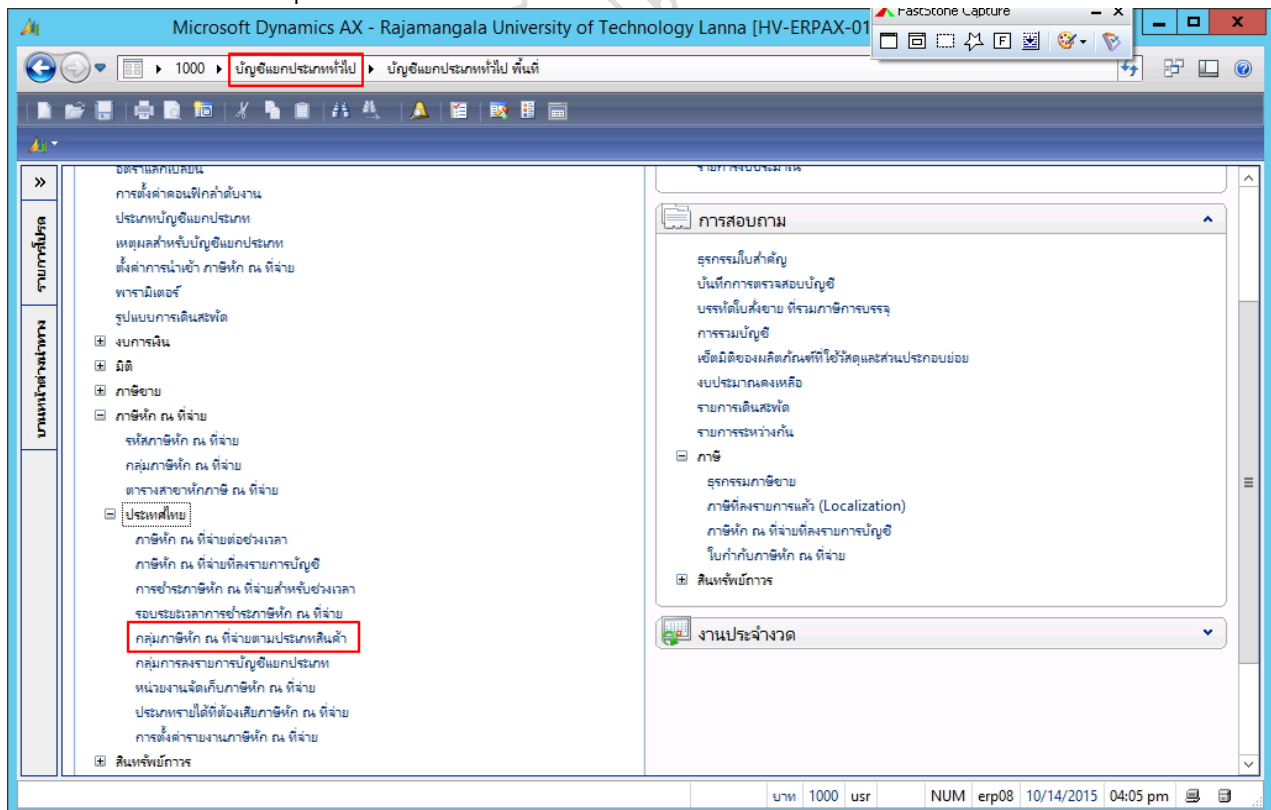 Microsoft Dynamics AX - Rajamangala University of Technology Lanna [HV-ERPAX-01
FastStone Capture
1000 บัญชีแยกประเภททั่วไป บัญชีแยกประเภททั่วไป พื้นที่
รายการโปรด
บานหน้าต่างนำทาง
อัตราแลกเปลี่ยน
การตั้งค่าคอนฟิกลำดับงาน
ประเภทบัญชีแยกประเภท
เหตุผลสำหรับบัญชีแยกประเภท
ตั้งค่าการนำเข้า ภาษีหัก ณ ที่จ่าย
พารามิเตอร์
รูปแบบการเดินสะพัด
งบการเงิน
มิติ
ภาษีขาย
ภาษีหัก ณ ที่จ่าย
รหัสภาษีหัก ณ ที่จ่าย
กลุ่มภาษีหัก ณ ที่จ่าย
ตารางสาขาหักภาษี ณ ที่จ่าย
ประเทศไทย
ภาษีหัก ณ ที่จ่ายต่อช่วงเวลา
ภาษีหัก ณ ที่จ่ายที่ลงรายการบัญชี
การชำระภาษีหัก ณ ที่จ่ายสำหรับช่วงเวลา
รอบระยะเวลาการชำระภาษีหัก ณ ที่จ่าย
กลุ่มภาษีหัก ณ ที่จ่ายตามประเภทสินค้า
กลุ่มการลงรายการบัญชีแยกประเภท
หน่วยงานจัดเก็บภาษีหัก ณ ที่จ่าย
ประเภทรายได้ที่ต้องเสียภาษีหัก ณ ที่จ่าย
การตั้งค่ารายงานภาษีหัก ณ ที่จ่าย
สินทรัพย์ถาวร
รายการงบประมาณ
การสอบถาม
ธุรกรรมใบสำคัญ
บันทึกการตรวจสอบบัญชี
บรรทัดใบสั่งขาย ที่รวมภาษีการบรรจุ
การรวมบัญชี
เซ็ตมิติของผลิตภัณฑ์ที่ใช้วัสดุและส่วนประกอบย่อย
งบประมาณคงเหลือ
รายการเดินสะพัด
รายการระหว่างกัน
ภาษี
ธุรกรรมภาษีขาย
ภาษีที่ลงรายการแล้ว (Localization)
ภาษีหัก ณ ที่จ่ายที่ลงรายการบัญชี
ใบกำกับภาษีหัก ณ ที่จ่าย
สินทรัพย์ถาวร
งานประจำงวด
บาท 1000 usr NUM erp08 10/14/2015 04:05 pm